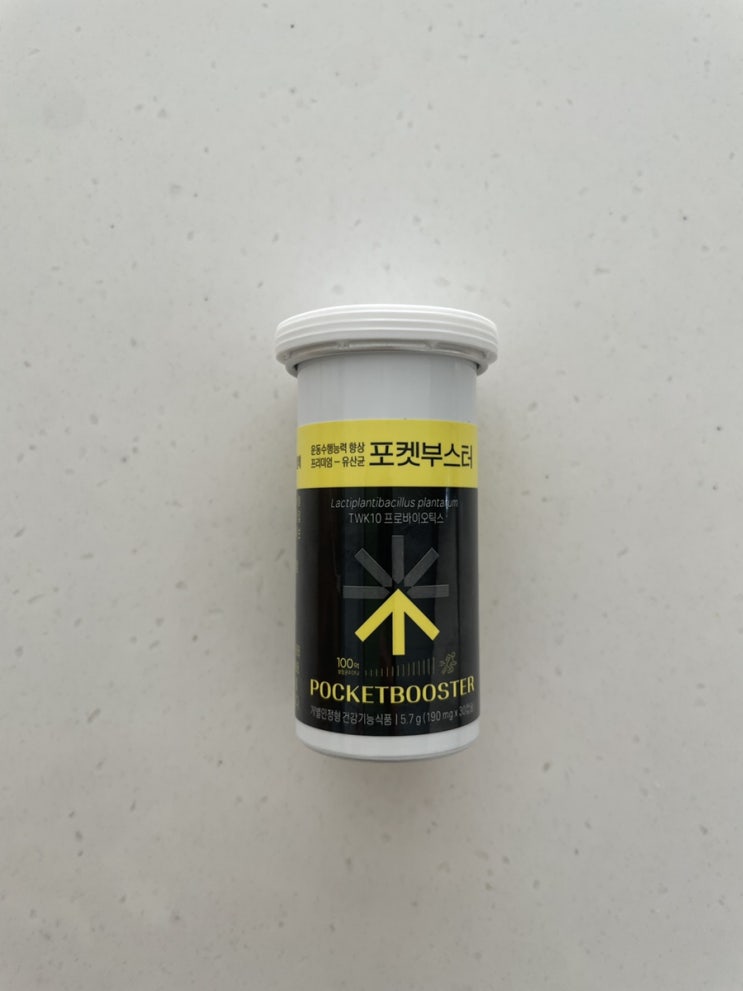 운동수행능력 향상
프리미엄 – 유산균
포켓부스터
Lactiplantibacillus plantarum
TWK10 프로바이오틱스
100억
POCKETBOOSTER
개별인정형 건강기능식품 | 5.7 g (190 mg x 30캡슐